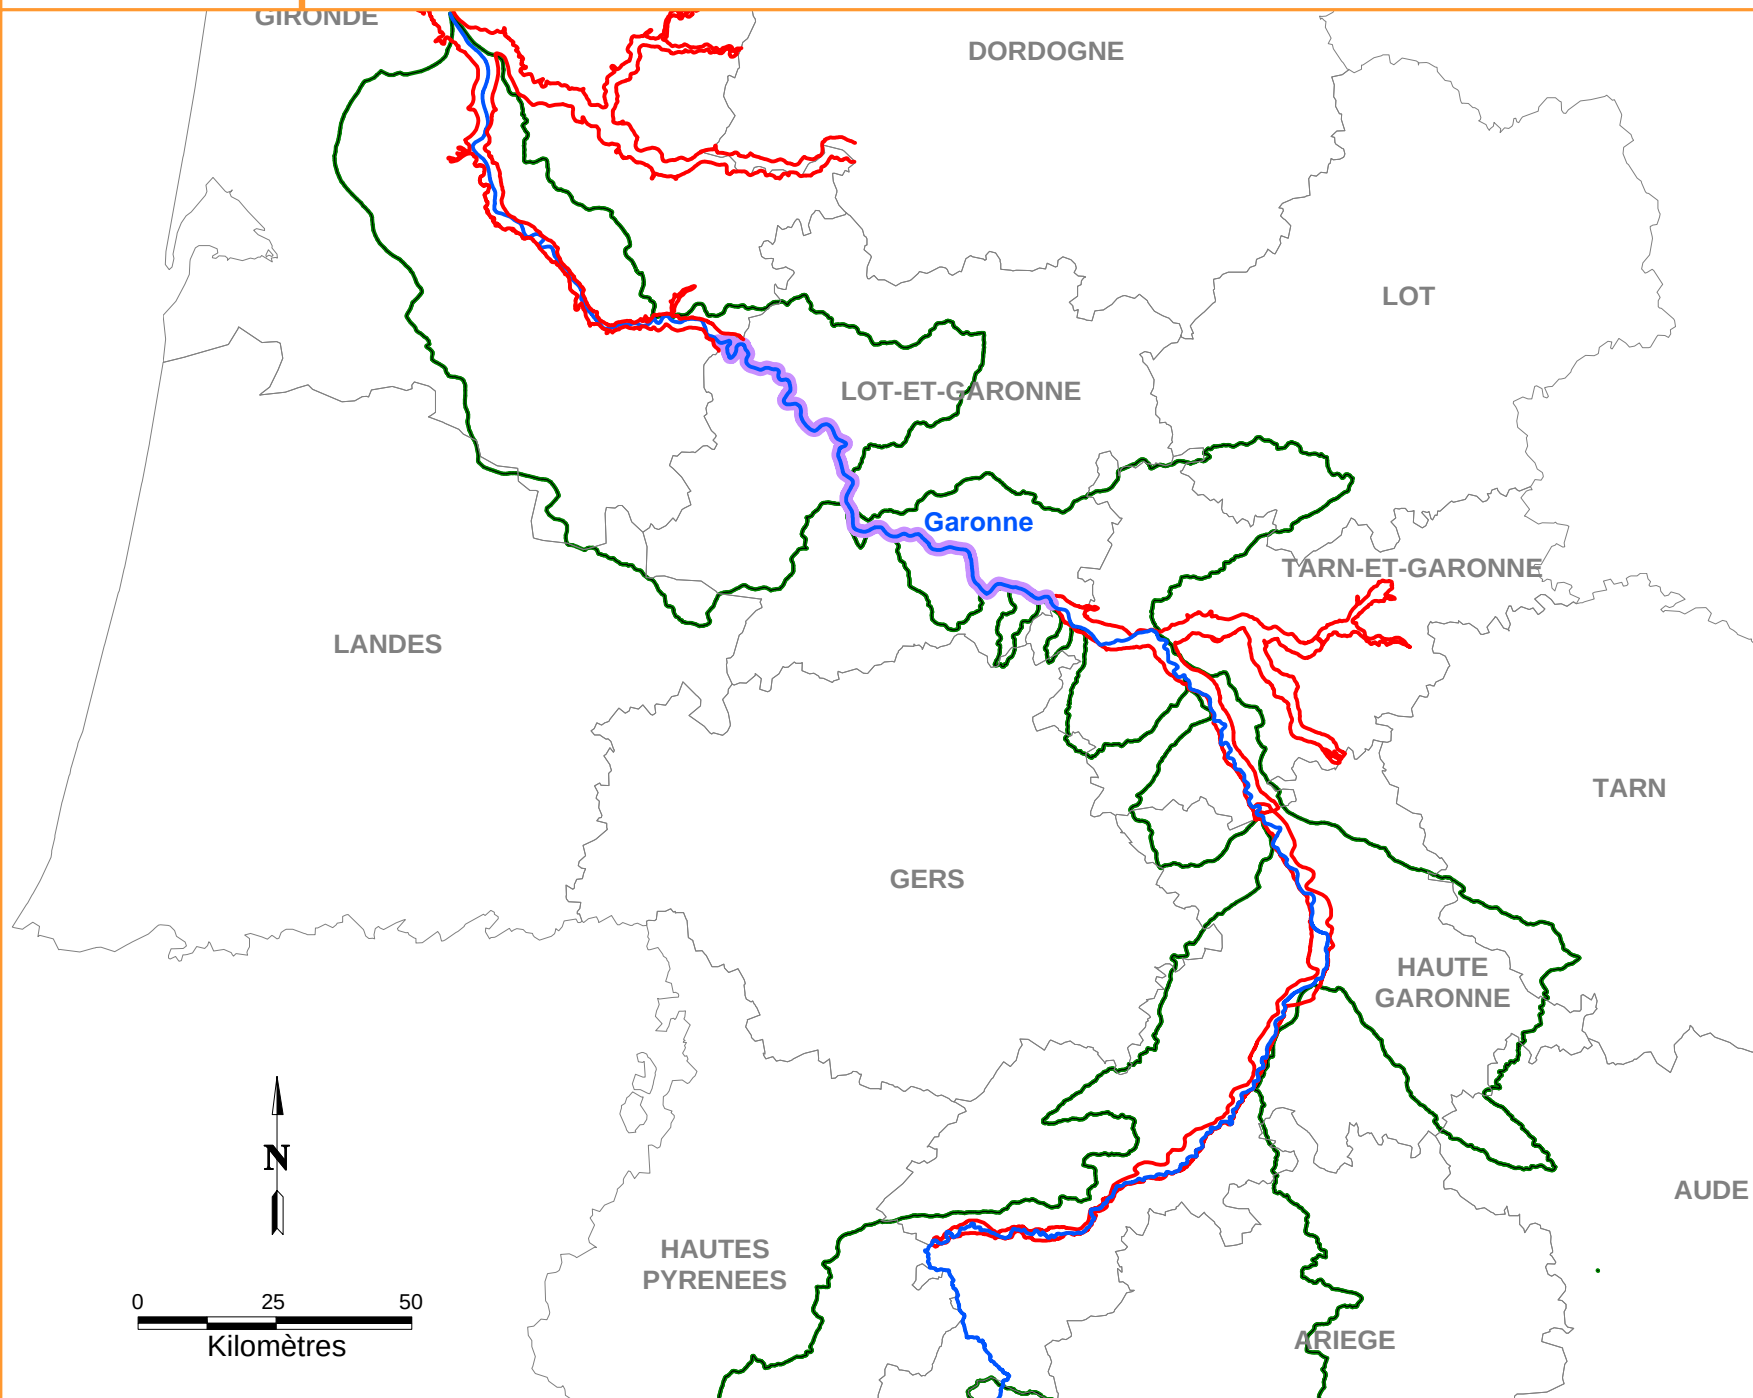 GIRONDE
DORDOGNE
LOT
LOT-ET-GARONNE
Garonne
TARN-ET-GARONNE
LANDES
TARN
GERS
HAUTE
GARONNE
N
AUDE
HAUTES
PYRENEES
0 25 50
Kilomètres
ARIEGE